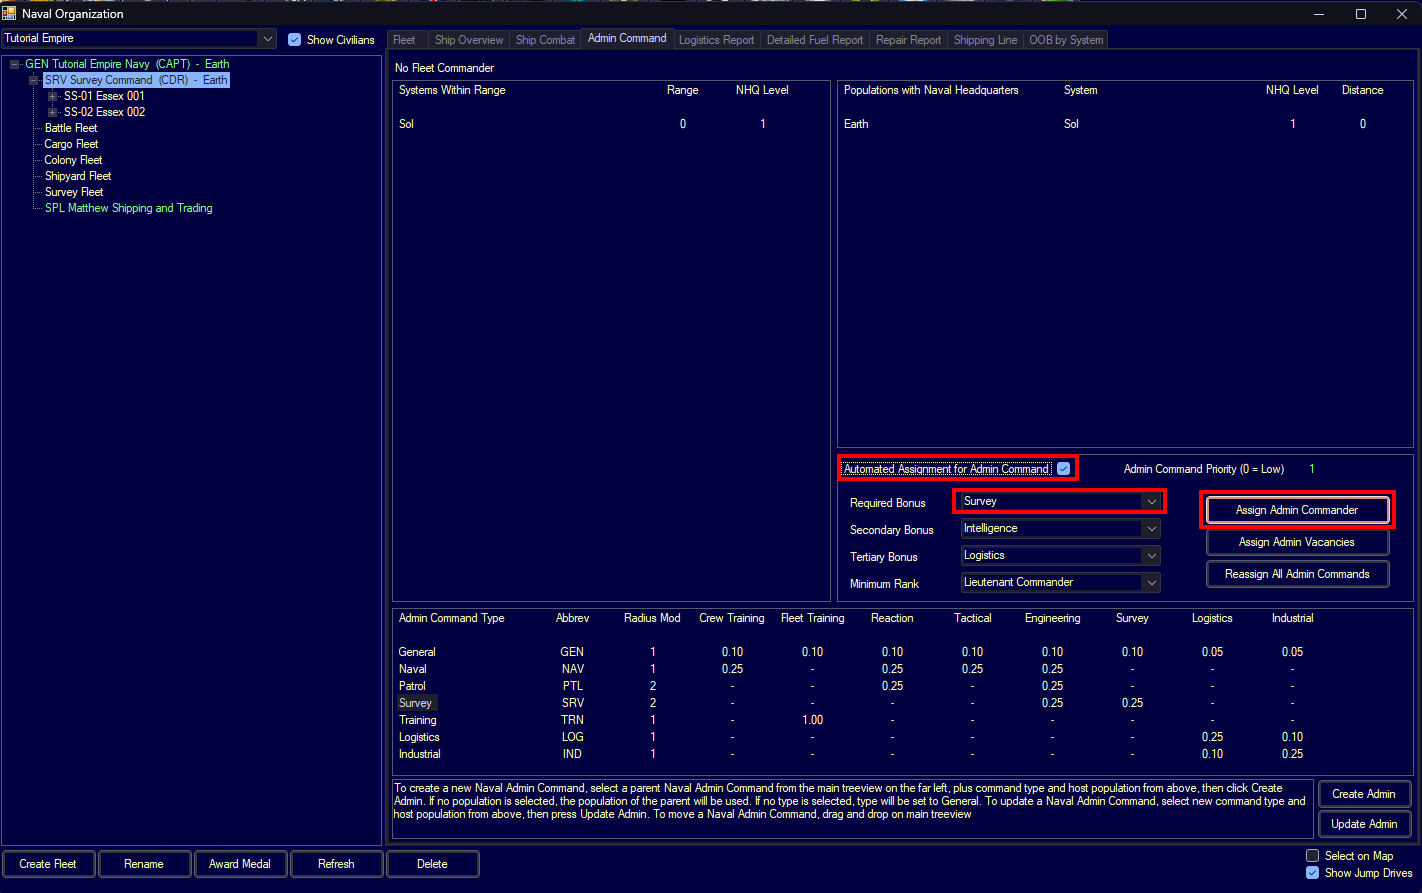 Naval Organization
Tutorial Empire
Show Civilians
Fleet Ship Overview Ship Combat Admin Command Logistics Report Detailed Fuel Report Repair Report Shipping Line OOB by System
GEN Tutorial Empire Navy (CAPT) - Earth
SRV Survey Command (CDR) - Earth
SS-01 Essex 001
SS-02 Essex 002
Battle Fleet
Cargo Fleet
Colony Fleet
Shipyard Fleet
Survey Fleet
SPL Matthew Shipping and Trading
No Fleet Commander
Systems Within Range Range NHQ Level
Sol 0 1
Populations with Naval Headquarters System NHQ Level Distance
Earth Sol 1 0
Automated Assignment for Admin Command
Admin Command Priority (0 = Low) 1
Required Bonus Survey
Secondary Bonus Intelligence
Tertiary Bonus Logistics
Minimum Rank Lieutenant Commander
Assign Admin Commander
Assign Admin Vacancies
Reassign All Admin Commands
Admin Command Type Abbrev Radius Mod Crew Training Fleet Training Reaction Tactical Engineering Survey Logistics Industrial
General GEN 1 0.10 0.10 0.10 0.10 0.10 0.10 0.05 0.05
Naval NAV 1 0.25 - 0.25 0.25 0.25 - - -
Patrol PTL 2 - - 0.25 - 0.25 - - -
Survey SRV 2 - - - - 0.25 0.25 - -
Training TRN 1 - 1.00 - - - - - -
Logistics LOG 1 - - - - - - 0.25 0.10
Industrial IND 1 - - - - - - 0.10 0.25
To create a new Naval Admin Command, select a parent Naval Admin Command from the main treeview on the far left, plus command type and host population from above, then click Create
Admin. If no population is selected, the population of the parent will be used. If no type is selected, type will be set to General. To update a Naval Admin Command, select new command type and
host population from above, then press Update Admin. To move a Naval Admin Command, drag and drop on main treeview
Create Admin
Update Admin
Create Fleet Rename Award Medal Refresh Delete
Select on Map
Show Jump Drives